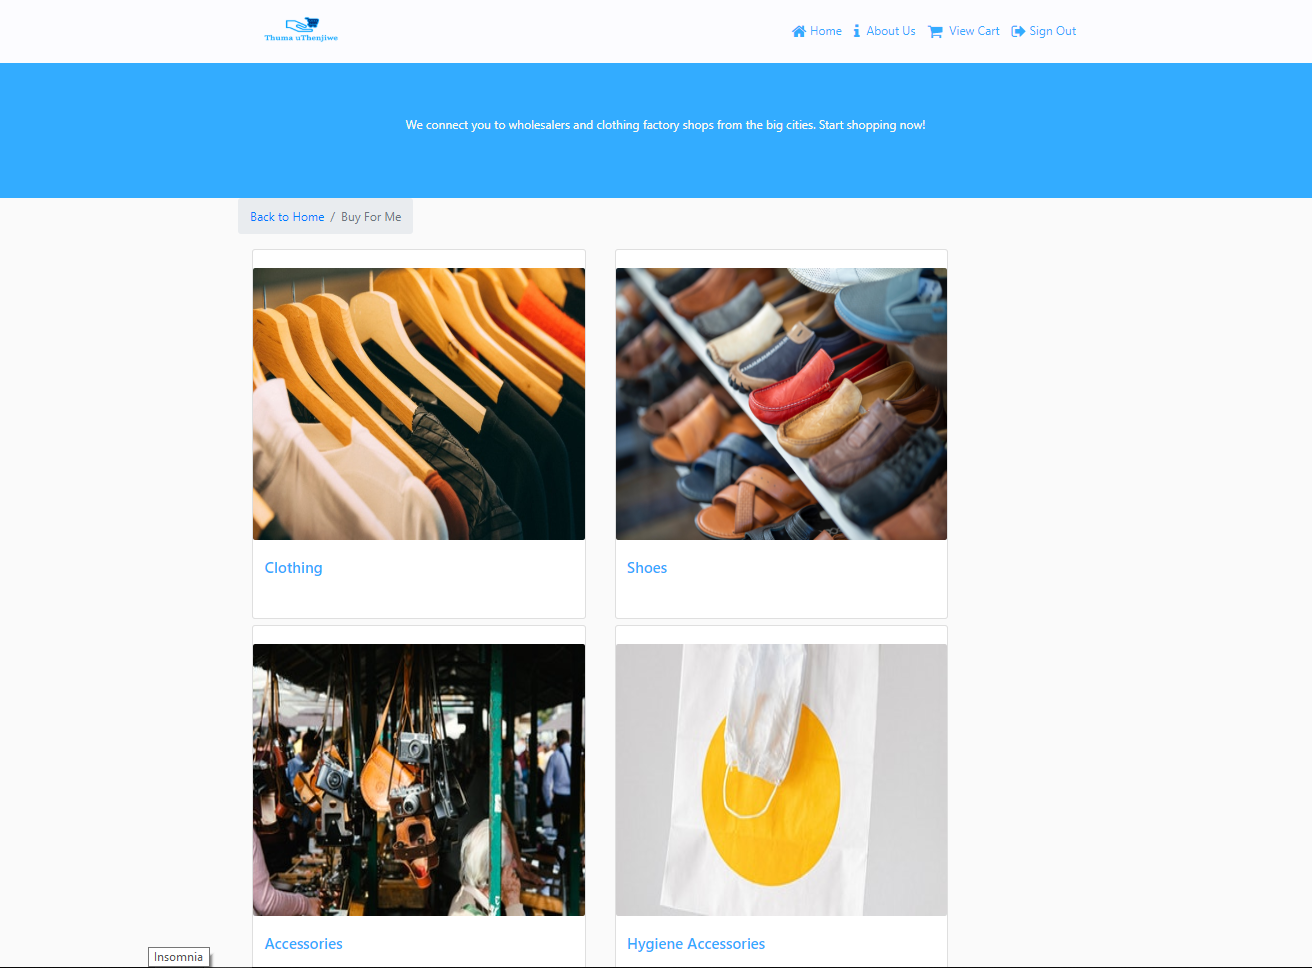 Thuma uThenjiwe
Home About Us View Cart Sign Out
We connect you to wholesalers and clothing factory shops from the big cities. Start shopping now!
Back to Home / Buy For Me
Clothing
Shoes
Accessories
Hygiene Accessories
Insomnia